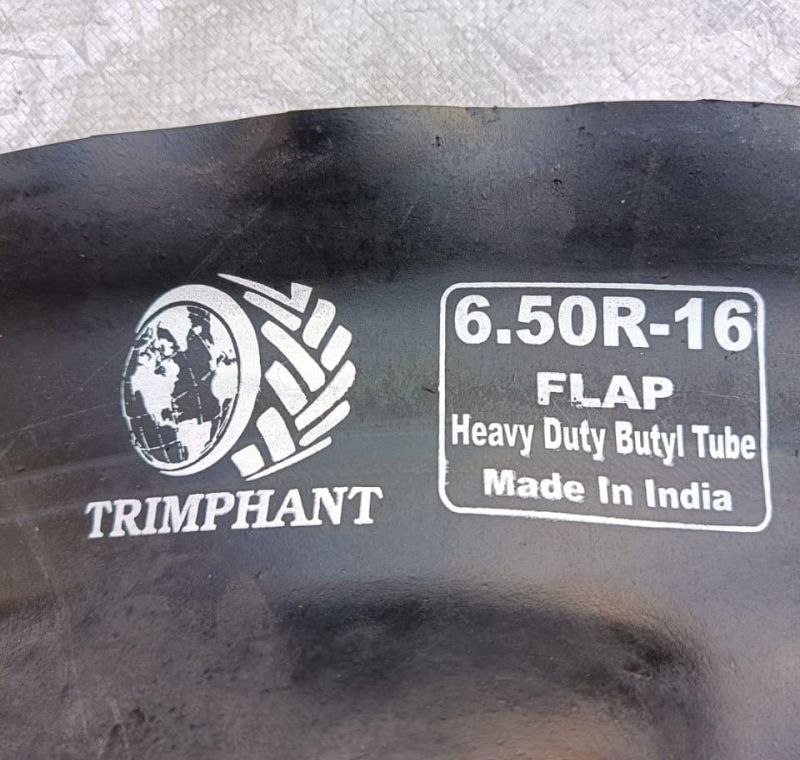 TRIMPHANT
6.50R-16
FLAP
Heavy Duty Butyl Tube
Made In India